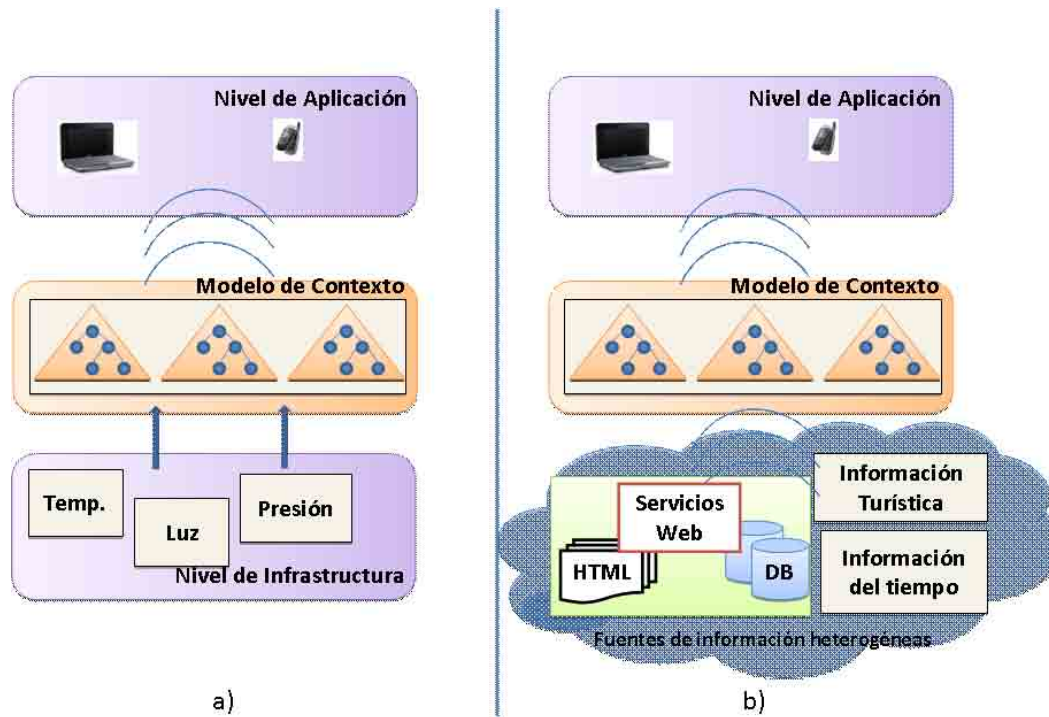 Nivel de Aplicación
Modelo de Contexto
Temp.
Luz
Presión
Nivel de Infrastructura
a)
Nivel de Aplicación
Modelo de Contexto
Servicios
Web
HTML
DB
Información
Turística
Información
del tiempo
Fuentes de información heterogéneas
b)